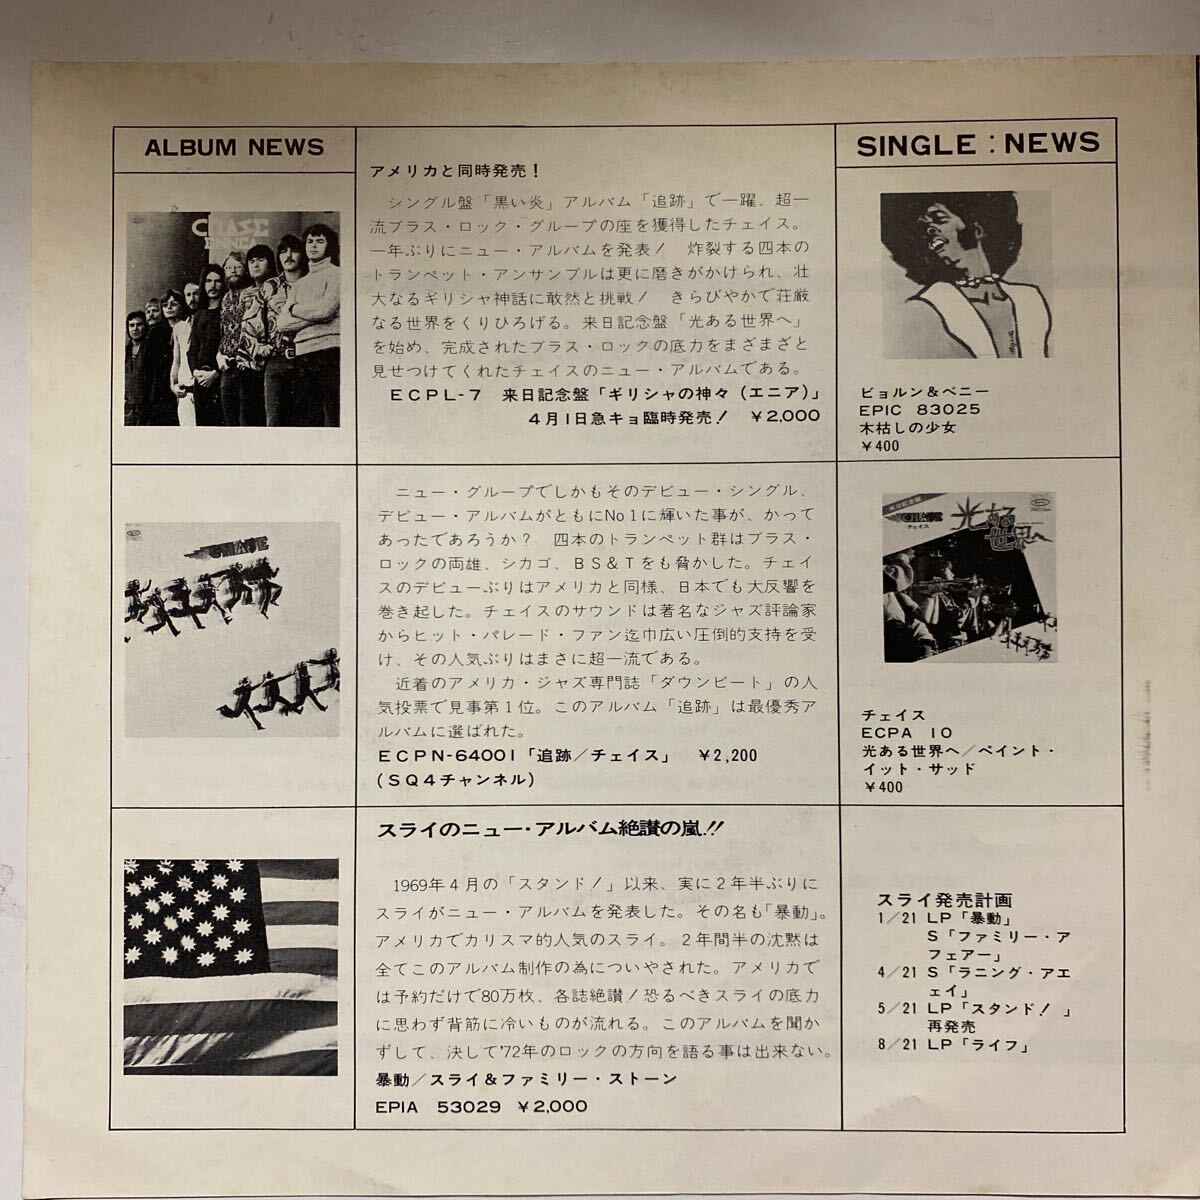 ALBUM NEWS
CHASE
ENNEA
アメリカと同時発売！
シングル盤「黒い炎」アルバム「追跡」で一躍、超一
流ブラス・ロック・グループの座を獲得したチェイス。
一年ぶりにニュー・アルバムを発表！　炸裂する四本の
トランペット・アンサンブルは更に磨きがかけられ、壮
大なるギリシャ神話に敢然と挑戦！　きらびやかで荘厳
なる世界をくりひろげる。来日記念盤「光ある世界へ」
を始め、完成されたブラス・ロックの底力をまざまざと
見せつけてくれたチェイスのニュー・アルバムである。
ECPL-7　来日記念盤「ギリシャの神々（エニア）」
4月1日急キョ臨時発売！　￥2,000
CHASE
ニュー・グループでしかもそのデビュー・シングル、
デビュー・アルバムがともにNo1に輝いた事が、かって
あったであろうか？　四本のトランペット群はブラス・
ロックの両雄、シカゴ、BS&Tをも脅かした。チェイ
スのデビューぶりはアメリカと同様、日本でも大反響を
巻き起した。チェイスのサウンドは著名なジャズ評論家
からヒット・パレード・ファン迄巾広い圧倒的支持を受
け、その人気ぶりはまさに超一流である。
近着のアメリカ・ジャズ専門誌「ダウンビート」の人
気投票で見事第1位。このアルバム「追跡」は最優秀ア
ルバムに選ばれた。
ECPN-64001「追跡／チェイス」　￥2,200
（SQ4チャンネル）
スライのニュー・アルバム絶讃の嵐!!
1969年4月の「スタンド！」以来、実に2年半ぶりに
スライがニュー・アルバムを発表した。その名も「暴動」。
アメリカでカリスマ的人気のスライ。2年間半の沈黙は
全てこのアルバム制作の為についやされた。アメリカで
は予約だけで80万枚、各誌絶讃！恐るべきスライの底力
に思わず背筋に冷いものが流れる。このアルバムを聞か
ずして、決して'72年のロックの方向を語る事は出来ない。
暴動／スライ＆ファミリー・ストーン
EPIA　53029　￥2,000
SINGLE : NEWS
ビョルン＆ベニー
EPIC　83025
木枯しの少女
￥400
来日記念盤
CHASE
チェイス
光ある
世界へ
チェイス
ECPA　10
光ある世界へ／ペイント・
イット・サッド
￥400
スライ発売計画
1／21　LP「暴動」
S「ファミリー・ア
フェアー」
4／21　S「ラニング・アエ
ェイ」
5／21　LP「スタンド！」
再発売
8／21　LP「ライフ」